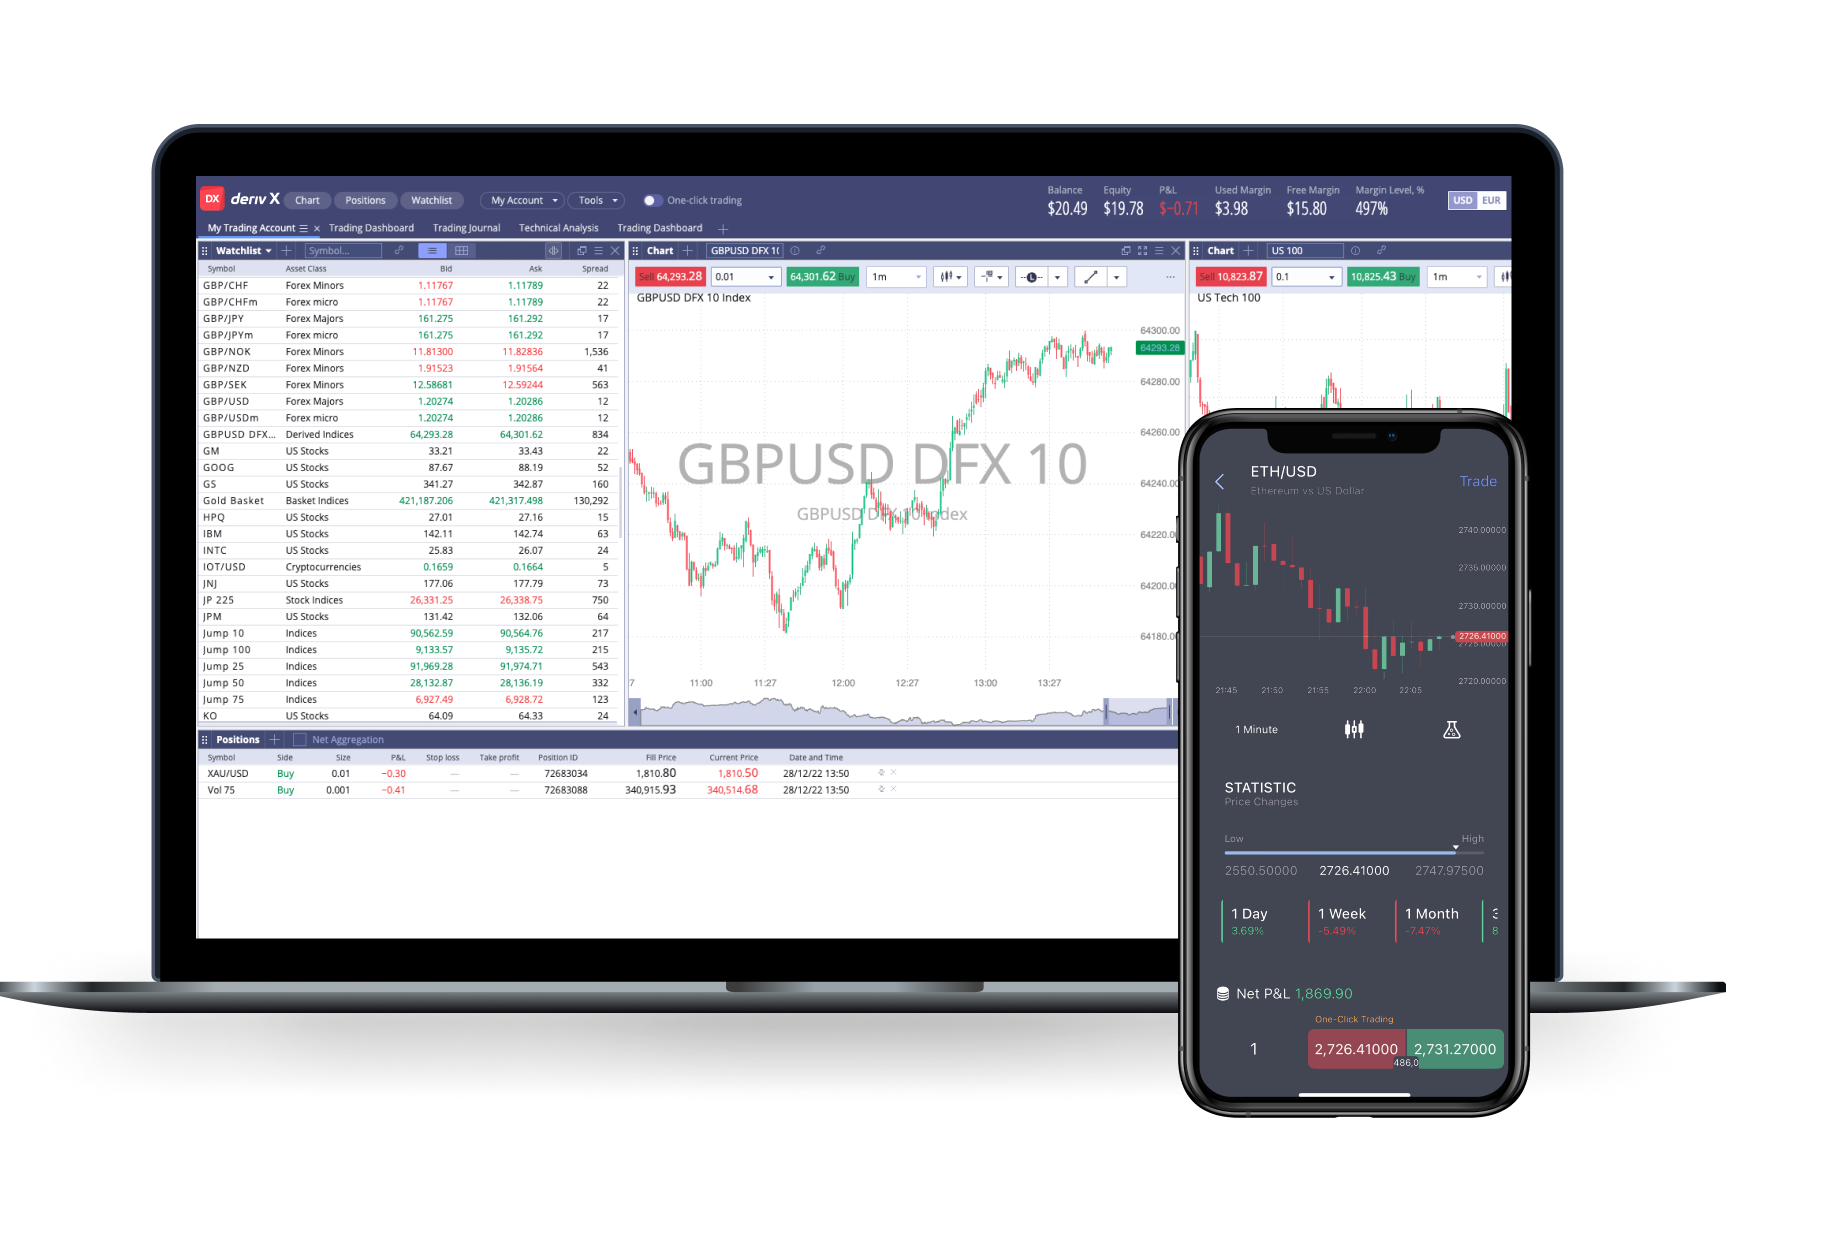 DX deriv X Chart Positions Watchlist My Account Tools One-click trading
Balance Equity P&L Used Margin Free Margin Margin Level, %
$20.49 $19.78 $−0.71 $3.98 $15.80 497%
USD EUR
My Trading Account Trading Dashboard Trading Journal Technical Analysis Trading Dashboard
Watchlist Symbol...
Symbol Asset Class Bid Ask Spread
GBP/CHF Forex Minors 1.11767 1.11789 22
GBP/CHFm Forex micro 1.11767 1.11789 22
GBP/JPY Forex Majors 161.275 161.292 17
GBP/JPYm Forex micro 161.275 161.292 17
GBP/NOK Forex Minors 11.81300 11.82836 1,536
GBP/NZD Forex Minors 1.91523 1.91564 41
GBP/SEK Forex Minors 12.58681 12.59244 563
GBP/USD Forex Majors 1.20274 1.20286 12
GBP/USDm Forex micro 1.20274 1.20286 12
GBPUSD DFX... Derived Indices 64,293.28 64,301.62 834
GM US Stocks 33.21 33.43 22
GOOG US Stocks 87.67 88.19 52
GS US Stocks 341.27 342.87 160
Gold Basket Basket Indices 421,187.206 421,317.498 130,292
HPQ US Stocks 27.01 27.16 15
IBM US Stocks 142.11 142.74 63
INTC US Stocks 25.83 26.07 24
IOT/USD Cryptocurrencies 0.1659 0.1664 5
JNJ US Stocks 177.06 177.79 73
JP 225 Stock Indices 26,331.25 26,338.75 750
JPM US Stocks 131.42 132.06 64
Jump 10 Indices 90,562.59 90,564.76 217
Jump 100 Indices 9,133.57 9,135.72 215
Jump 25 Indices 91,969.28 91,974.71 543
Jump 50 Indices 28,132.87 28,136.19 332
Jump 75 Indices 6,927.49 6,928.72 123
KO US Stocks 64.09 64.33 24
Chart GBPUSD DFX 10
Sell 64,293.28 0.01 64,301.62 Buy 1m
GBPUSD DFX 10 Index
GBPUSD DFX 10
GBPUSD DFX 10 Index
64300.00
64293.28
64280.00
64260.00
64240.00
64220.00
64200.00
64180.00
7 11:00 11:27 12:00 12:27 13:00 13:27
Chart US 100
Sell 10,823.87 0.1 10,825.43 Buy 1m
US Tech 100
Positions Net Aggregation
Symbol Side Size P&L Stop loss Take profit Position ID Fill Price Current Price Date and Time
XAU/USD Buy 0.01 −0.30 — — 72683034 1,810.80 1,810.50 28/12/22 13:50
Vol 75 Buy 0.001 −0.41 — — 72683088 340,915.93 340,514.68 28/12/22 13:50
ETH/USD
Ethereum vs US Dollar
Trade
2740.00000
2735.00000
2730.00000
2726.41000
2725.00000
2720.00000
21:45 21:50 21:55 22:00 22:05
1 Minute
STATISTIC
Price Changes
Low High
2550.50000 2726.41000 2747.97500
1 Day 1 Week 1 Month 3
3.69% -5.49% -7.47% 8
Net P&L 1,869.90
One-Click Trading
1 2,726.41000 2,731.27000
486,0